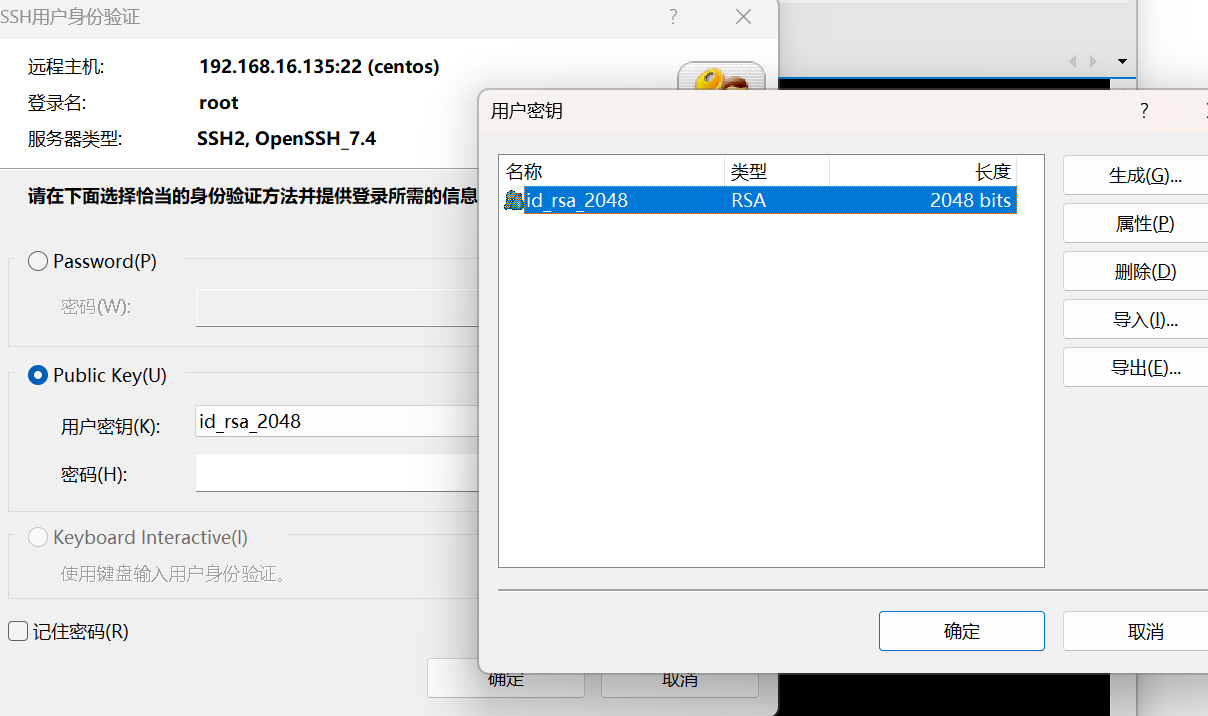 SSH用户身份验证
远程主机: 192.168.16.135:22 (centos)
登录名: root
服务器类型: SSH2, OpenSSH_7.4
请在下面选择恰当的身份验证方法并提供登录所需的信息
Password(P)
密码(W):
Public Key(U)
用户密钥(K): id_rsa_2048
密码(H):
Keyboard Interactive(I)
使用键盘输入用户身份验证。
记住密码(R)
确定 取消
用户密钥
名称 类型 长度
id_rsa_2048 RSA 2048 bits
生成(G)...
属性(P)
删除(D)
导入(I)...
导出(E)...
确定 取消